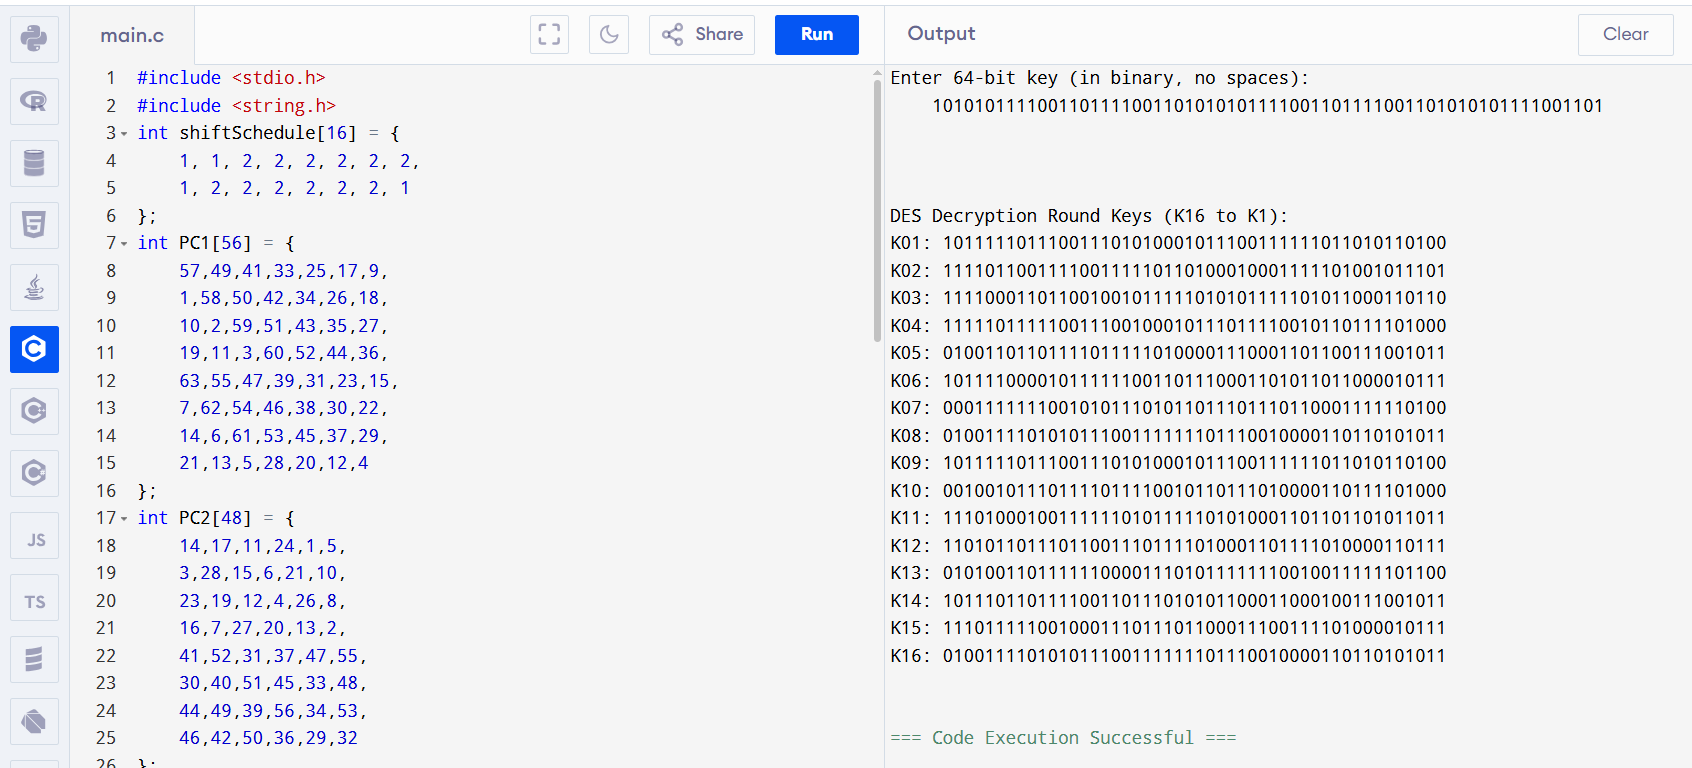 main.c
Share
Run
Output
Clear
1 #include <stdio.h>
2 #include <string.h>
3 int shiftSchedule[16] = {
4 1, 1, 2, 2, 2, 2, 2, 2,
5 1, 2, 2, 2, 2, 2, 2, 1
6 };
7 int PC1[56] = {
8 57,49,41,33,25,17,9,
9 1,58,50,42,34,26,18,
10 10,2,59,51,43,35,27,
11 19,11,3,60,52,44,36,
12 63,55,47,39,31,23,15,
13 7,62,54,46,38,30,22,
14 14,6,61,53,45,37,29,
15 21,13,5,28,20,12,4
16 };
17 int PC2[48] = {
18 14,17,11,24,1,5,
19 3,28,15,6,21,10,
20 23,19,12,4,26,8,
21 16,7,27,20,13,2,
22 41,52,31,37,47,55,
23 30,40,51,45,33,48,
24 44,49,39,56,34,53,
25 46,42,50,36,29,32
26 };
JS
TS
Enter 64-bit key (in binary, no spaces):
1010101111001101111001101010101111001101111001101010101111001101
DES Decryption Round Keys (K16 to K1):
K01: 101111101110011101010001011100111111011010110100
K02: 111101100111100111110110100010001111101001011101
K03: 111100011011001001011111010101111101011000110110
K04: 111110111110011100100010111011110010110111101000
K05: 010011011011110111110100001110001101100111001011
K06: 101111000010111111001101110001101011011000010111
K07: 000111111100101011101011011101110110001111110100
K08: 010011110101011100111111101110010000110110101011
K09: 101111101110011101010001011100111111011010110100
K10: 001001011101111011110010110111010000110111101000
K11: 111010001001111110101111101010001101101101011011
K12: 110101101110110011101111010001101111010000110111
K13: 010100110111111000011101011111110010011111101100
K14: 101110110111100110111010101100011000100111001011
K15: 111011111001000111011101100011100111101000010111
K16: 010011110101011100111111101110010000110110101011
=== Code Execution Successful ===